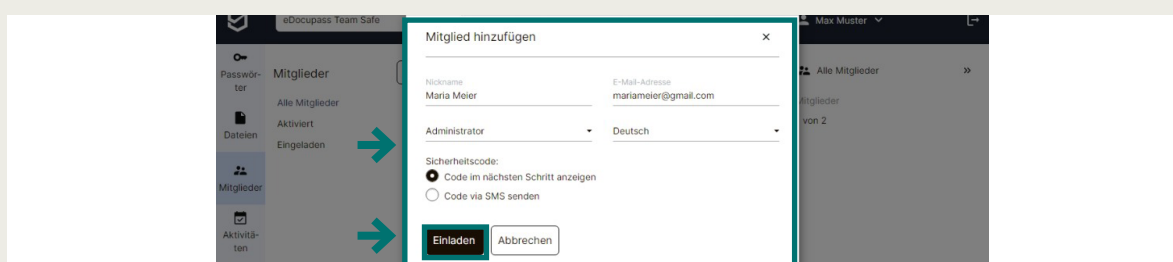 eDocupass Team Safe
Max Muster
Passwör-
ter
Dateien
Mitglieder
Aktivitä-
ten
Mitglieder
Alle Mitglieder
Aktiviert
Eingeladen
Mitglied hinzufügen
Nickname
Maria Meier
E-Mail-Adresse
mariameier@gmail.com
Administrator
Deutsch
Sicherheitscode:
Code im nächsten Schritt anzeigen
Code via SMS senden
Einladen
Abbrechen
Alle Mitglieder
Mitglieder
von 2